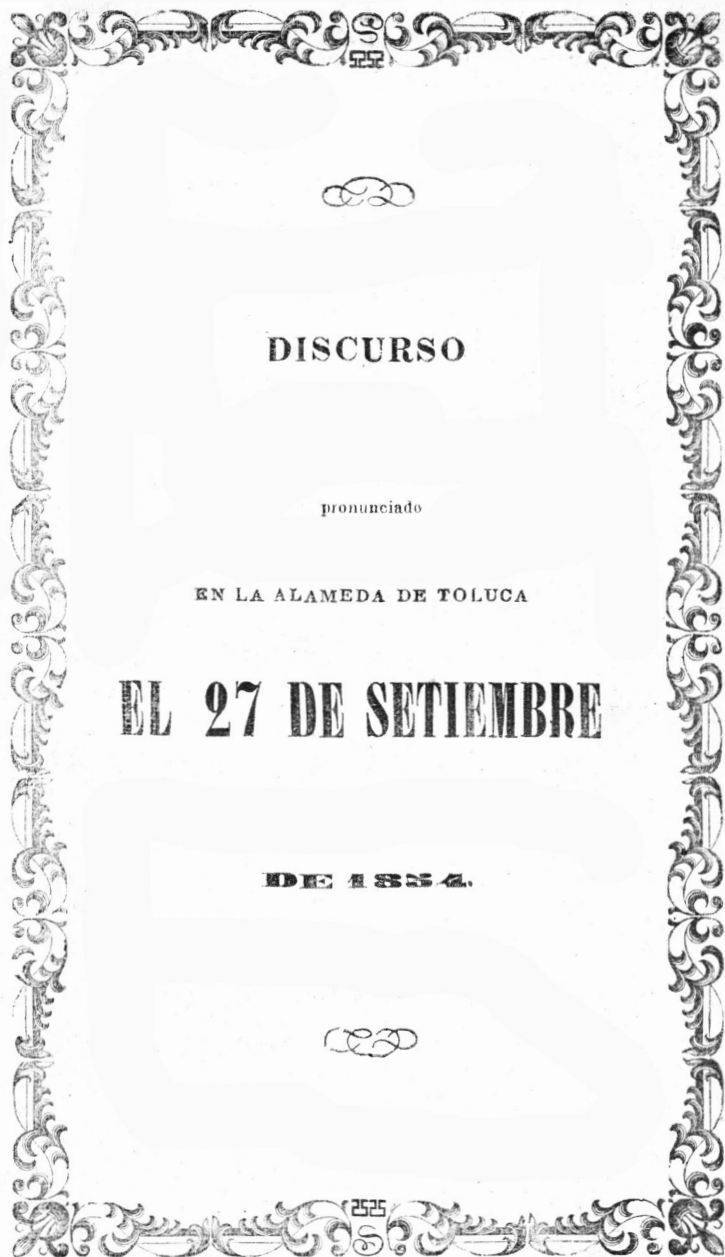 DISCURSO
pronunciado
EN LA ALAMEDA DE TOLUCA
EL 27 DE SETIEMBRE
DE 1854.